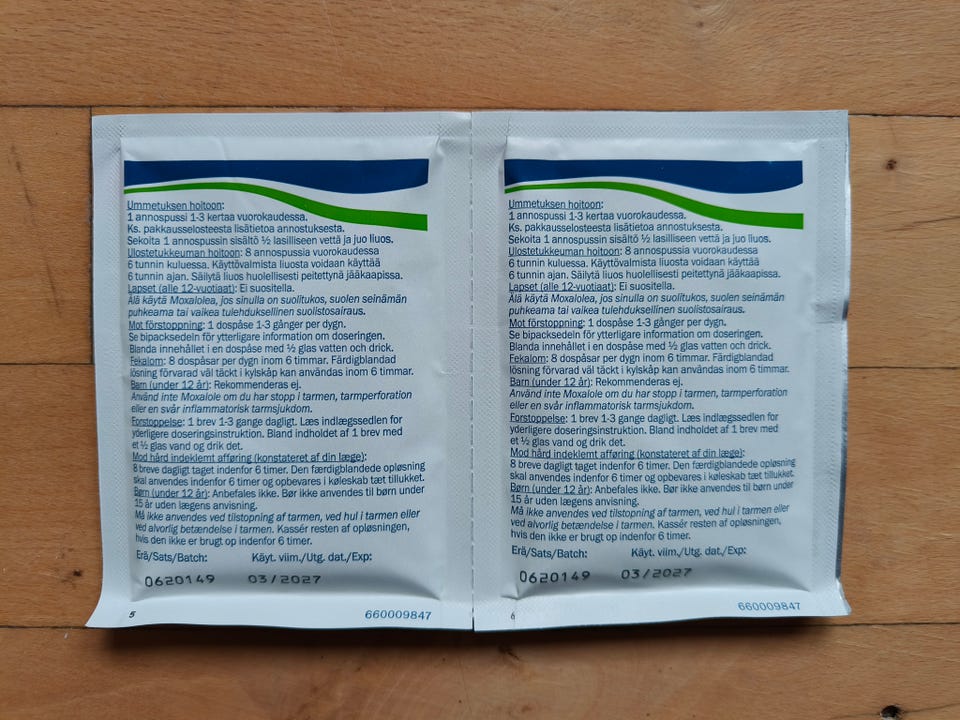 Ummetuksen hoitoon:
1 annospussi 1-3 kertaa vuorokaudessa.
Ks. pakkausselosteesta lisätietoa annostuksesta.
Sekoita 1 annospussin sisältö ½ lasilliseen vettä ja juo liuos.
Ulostetukkeuman hoitoon: 8 annospussia vuorokaudessa
6 tunnin kuluessa. Käyttövalmista liuosta voidaan käyttää
6 tunnin ajan. Säilytä liuos huolellisesti peitettynä jääkaapissa.
Lapset (alle 12-vuotiaat): Ei suositella.
Älä käytä Moxalolea, jos sinulla on suolitukos, suolen seinämän
puhkeama tai vaikea tulehduksellinen suolistosairaus.
Mot förstoppning: 1 dospåse 1-3 gånger per dygn.
Se bipacksedeln för ytterligare information om doseringen.
Blanda innehållet i en dospåse med ½ glas vatten och drick.
Fekalom: 8 dospåsar per dygn inom 6 timmar. Färdigblandad
lösning förvarad väl täckt i kylskåp kan användas inom 6 timmar.
Barn (under 12 år): Rekommenderas ej.
Använd inte Moxalole om du har stopp i tarmen, tarmperforation
eller en svår inflammatorisk tarmsjukdom.
Forstoppelse: 1 brev 1-3 gange dagligt. Læs indlægssedlen for
yderligere doseringsinstruktion. Bland indholdet af 1 brev med
et ½ glas vand og drik det.
Mod hård indeklemt afføring (konstateret af din læge):
8 breve dagligt taget indenfor 6 timer. Den færdigblandede opløsning
skal anvendes indenfor 6 timer og opbevares i køleskab tæt tillukket.
Børn (under 12 år): Anbefales ikke. Bør ikke anvendes til børn under
15 år uden lægens anvisning.
Må ikke anvendes ved tilstopning af tarmen, ved hul i tarmen eller
ved alvorlig betændelse i tarmen. Kassér resten af opløsningen,
hvis den ikke er brugt op indenfor 6 timer.
Erä/Sats/Batch: Käyt. viim./Utg. dat./Exp:
0620149 03/2027
5 660009847
Ummetuksen hoitoon:
1 annospussi 1-3 kertaa vuorokaudessa.
Ks. pakkausselosteesta lisätietoa annostuksesta.
Sekoita 1 annospussin sisältö ½ lasilliseen vettä ja juo liuos.
Ulostetukkeuman hoitoon: 8 annospussia vuorokaudessa
6 tunnin kuluessa. Käyttövalmista liuosta voidaan käyttää
6 tunnin ajan. Säilytä liuos huolellisesti peitettynä jääkaapissa.
Lapset (alle 12-vuotiaat): Ei suositella.
Älä käytä Moxalolea, jos sinulla on suolitukos, suolen seinämän
puhkeama tai vaikea tulehduksellinen suolistosairaus.
Mot förstoppning: 1 dospåse 1-3 gånger per dygn.
Se bipacksedeln för ytterligare information om doseringen.
Blanda innehållet i en dospåse med ½ glas vatten och drick.
Fekalom: 8 dospåsar per dygn inom 6 timmar. Färdigblandad
lösning förvarad väl täckt i kylskåp kan användas inom 6 timmar.
Barn (under 12 år): Rekommenderas ej.
Använd inte Moxalole om du har stopp i tarmen, tarmperforation
eller en svår inflammatorisk tarmsjukdom.
Forstoppelse: 1 brev 1-3 gange dagligt. Læs indlægssedlen for
yderligere doseringsinstruktion. Bland indholdet af 1 brev med
et ½ glas vand og drik det.
Mod hård indeklemt afføring (konstateret af din læge):
8 breve dagligt taget indenfor 6 timer. Den færdigblandede opløsning
skal anvendes indenfor 6 timer og opbevares i køleskab tæt tillukket.
Børn (under 12 år): Anbefales ikke. Bør ikke anvendes til børn under
15 år uden lægens anvisning.
Må ikke anvendes ved tilstopning af tarmen, ved hul i tarmen eller
ved alvorlig betændelse i tarmen. Kassér resten af opløsningen,
hvis den ikke er brugt op indenfor 6 timer.
Erä/Sats/Batch: Käyt. viim./Utg. dat./Exp:
0620149 03/2027
6 660009847